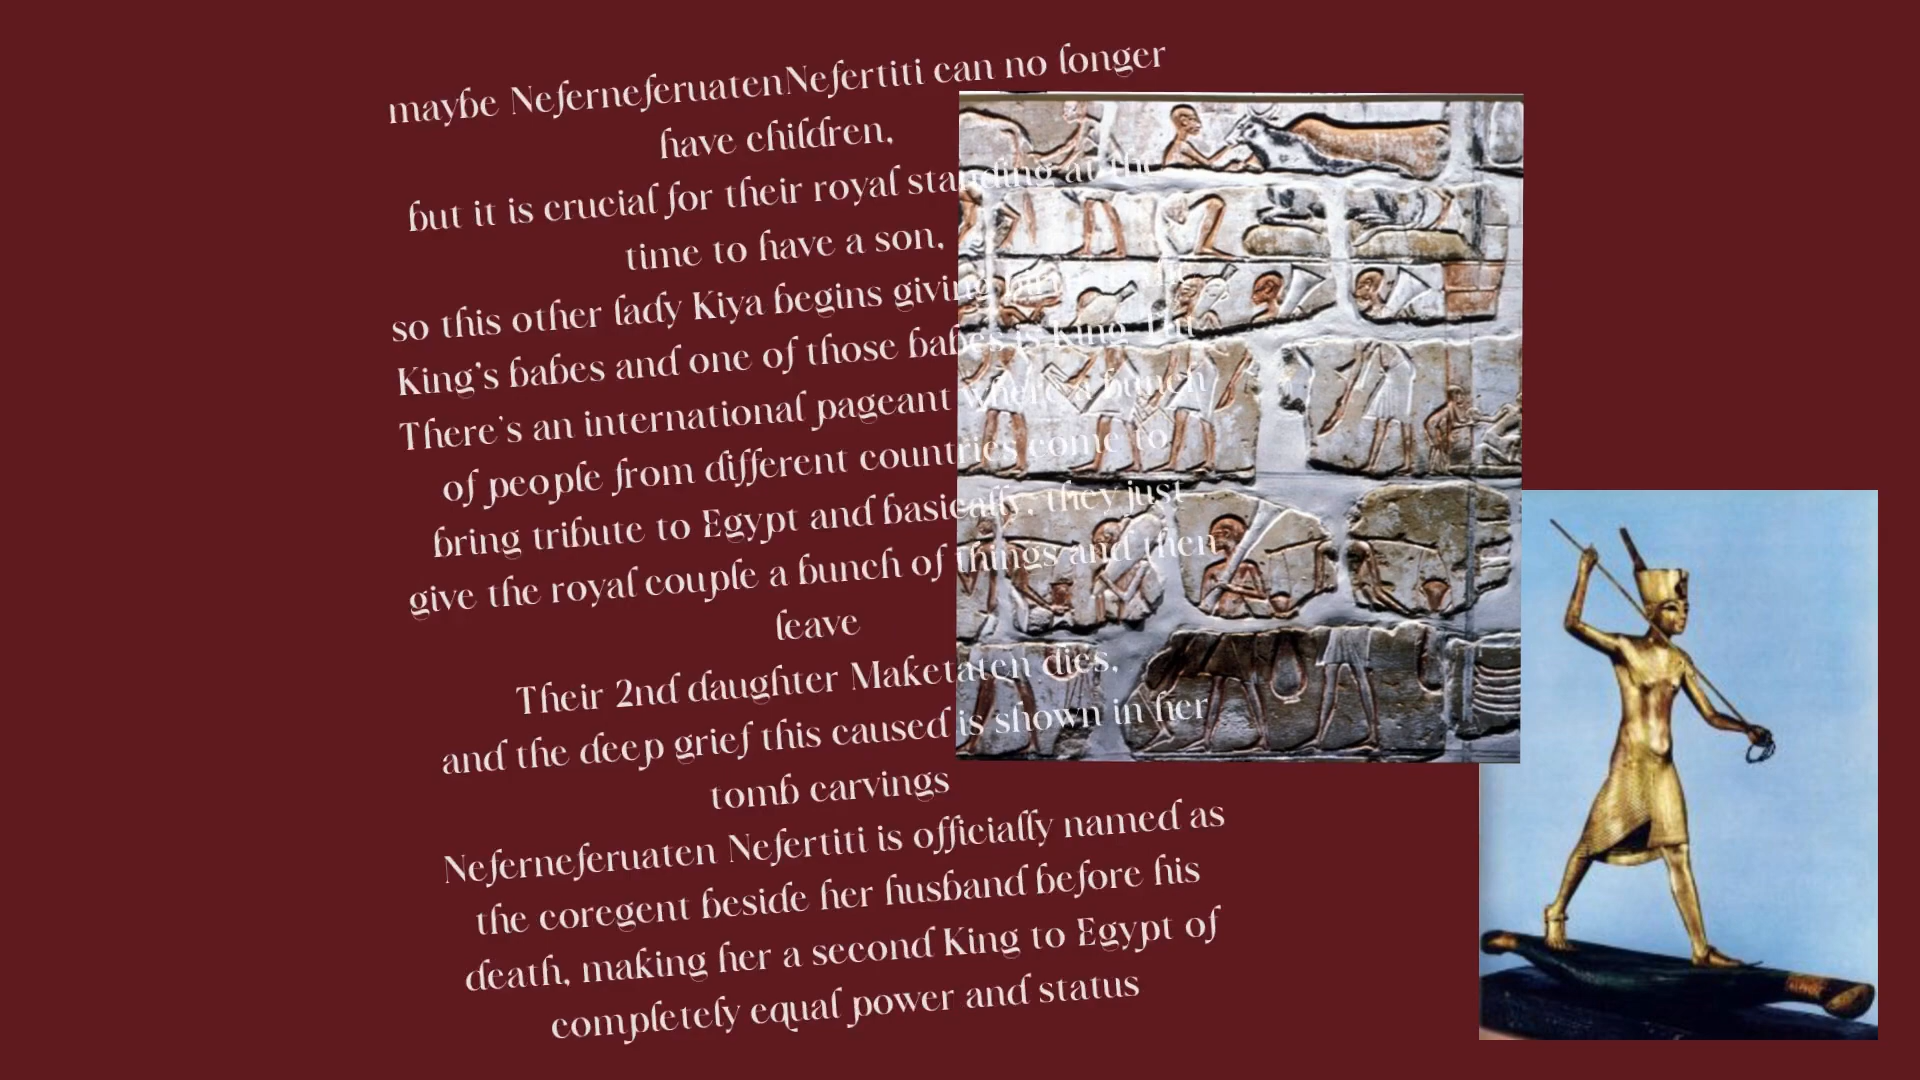 maybe NeferneferuatenNefertiti can no longer
have children,
but it is crucial for their royal standing at the
time to have a son,
so this other lady Kiya begins giving
King's babes and one of those babes is King Tut
There's an international pageant where a bunch
of people from different countries come to
bring tribute to Egypt and basically, they just
give the royal couple a bunch of things and then
leave
Their 2nd daughter Maketaten dies,
and the deep grief this caused is shown in her
tomb carvings
Neferneferuaten Nefertiti is officially named as
the coregent beside her husband before his
death, making her a second King to Egypt of
completely equal power and status